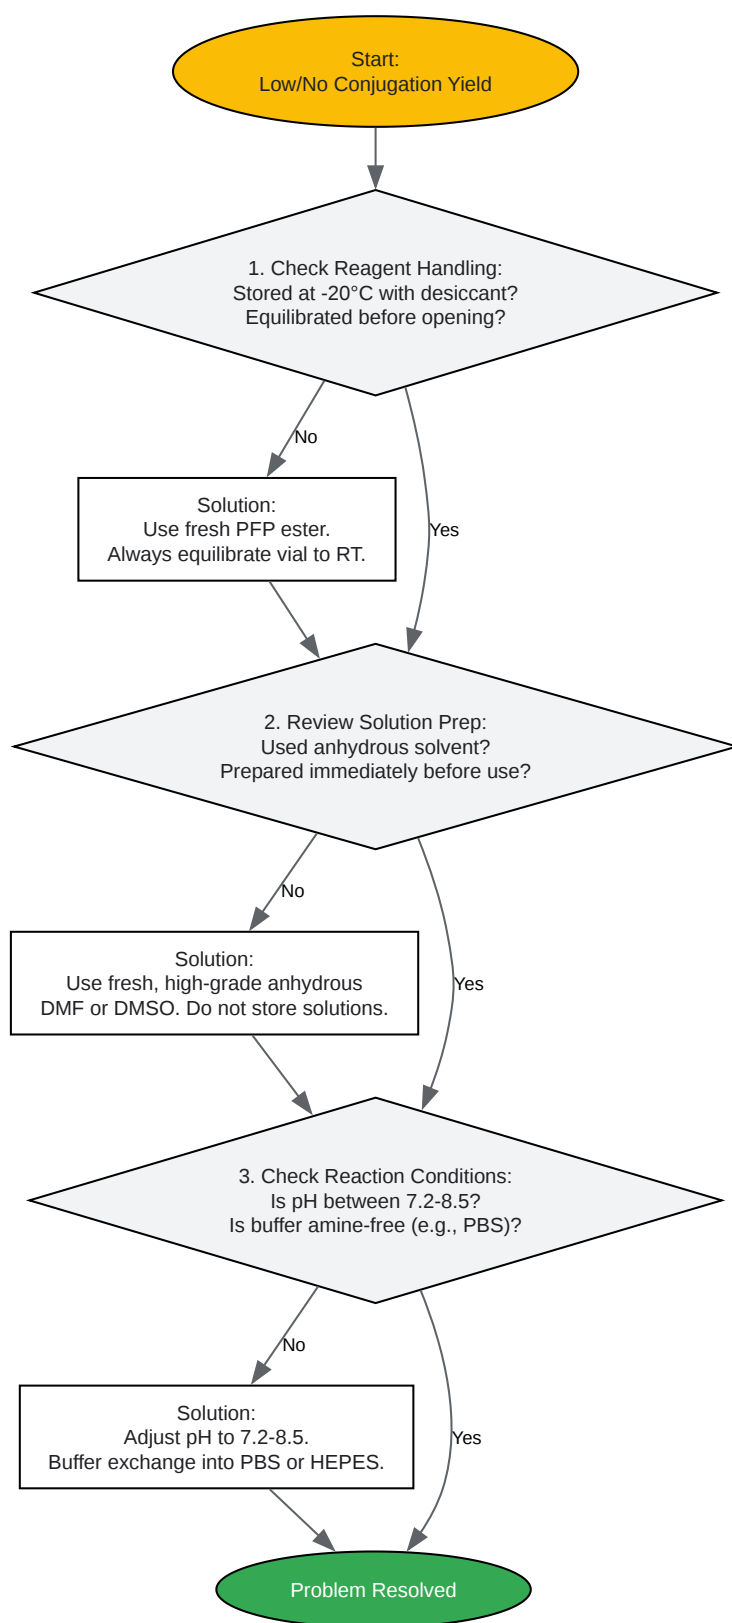 Start:
Low/No Conjugation Yield
1. Check Reagent Handling:
Stored at -20°C with desiccant?
Equilibrated before opening?
No
Solution:
Use fresh PFP ester.
Always equilibrate vial to RT.
Yes
2. Review Solution Prep:
Used anhydrous solvent?
Prepared immediately before use?
No
Solution:
Use fresh, high-grade anhydrous
DMF or DMSO. Do not store solutions.
Yes
3. Check Reaction Conditions:
Is pH between 7.2-8.5?
Is buffer amine-free (e.g., PBS)?
No
Solution:
Adjust pH to 7.2-8.5.
Buffer exchange into PBS or HEPES.
Yes
Problem Resolved